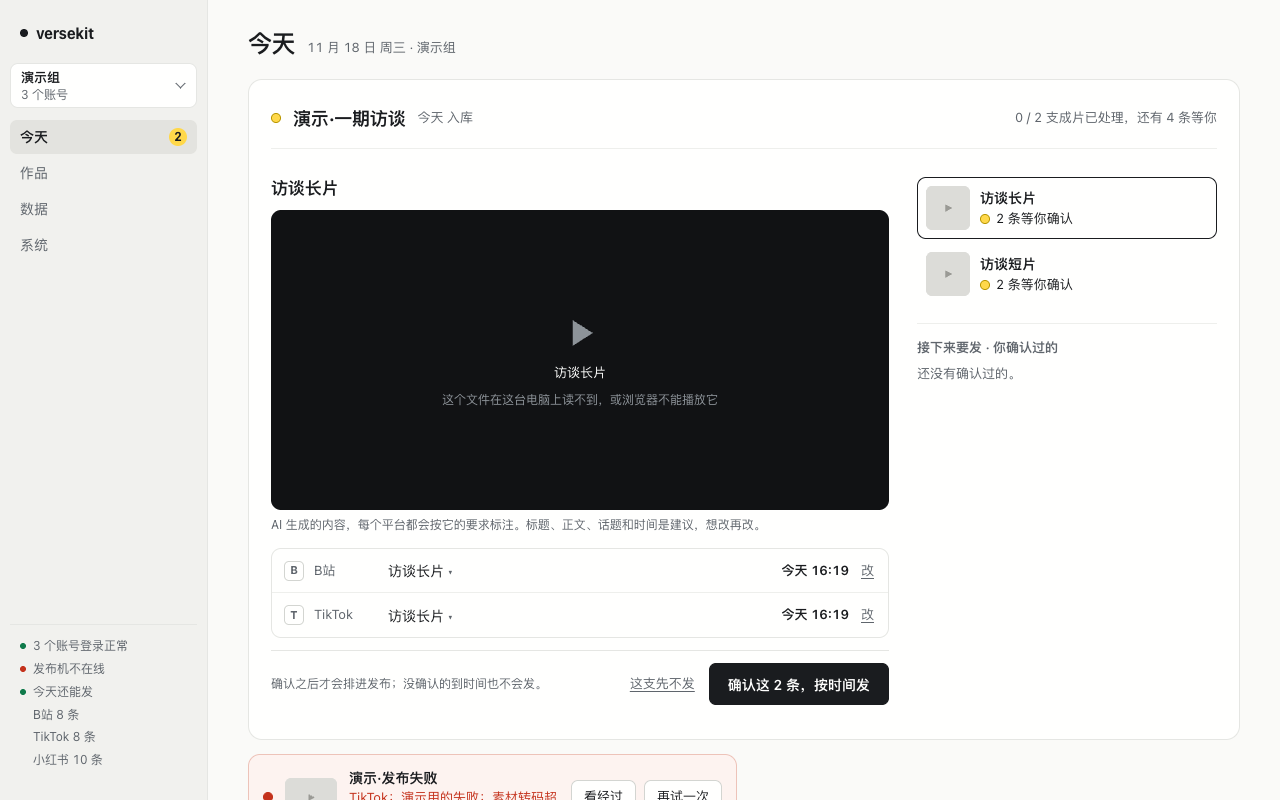 versekit
演示组
3 个账号
今天
2
作品
数据
系统
3 个账号登录正常
发布机不在线
今天还能发
B站 8 条
TikTok 8 条
小红书 10 条
今天 11 月 18 日 周三 · 演示组
演示·一期访谈 今天 入库
0 / 2 支成片已处理，还有 4 条等你
访谈长片
访谈长片
这个文件在这台电脑上读不到，或浏览器不能播放它
AI 生成的内容，每个平台都会按它的要求标注。标题、正文、话题和时间是建议，想改再改。
B B站 访谈长片 今天 16:19 改
T TikTok 访谈长片 今天 16:19 改
确认之后才会排进发布；没确认的到时间也不会发。
这支先不发
确认这 2 条，按时间发
访谈长片
2 条等你确认
访谈短片
2 条等你确认
接下来要发 · 你确认过的
还没有确认过的。
演示·发布失败
TikTok：演示用的失败：素材转码超
看经过
再试一次